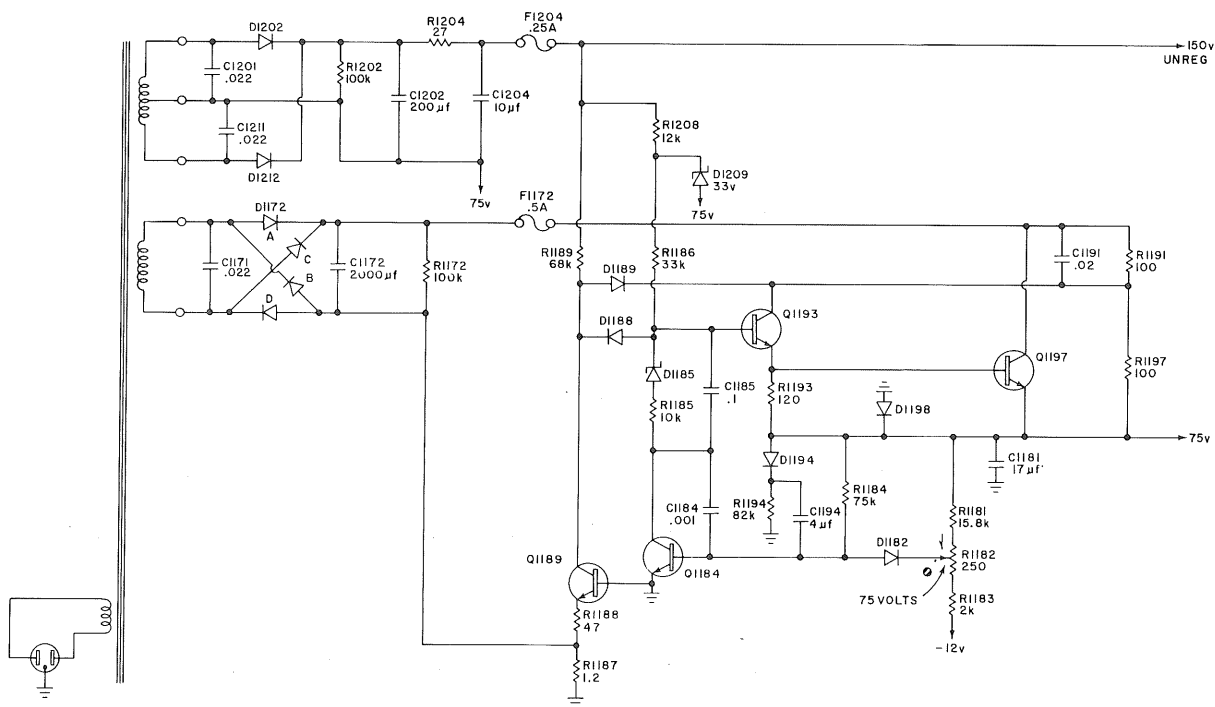 D1202
C1201
.022
C1211
.022
D1212
R1202
100k
C1202
200µf
R1204
27
C1204
10µf
75v
F1204
.25A
150v
UNREG
R1208
12k
D1209
33v
75v
D1172
A
C
B
D
C1171
.022
C1172
2000µf
R1172
100k
F1172
.5A
R1189
68k
R1186
33k
D1189
D1188
D1185
R1185
10k
C1185
.1
Q1193
R1193
120
Q1197
C1191
.02
R1191
100
R1197
100
D1198
75v
C1181
17µf
D1194
R1194
82k
C1194
4µf
R1184
75k
C1184
.001
R1181
15.8k
D1182
R1182
250
75 VOLTS
R1183
2k
-12v
Q1189
Q1184
R1188
47
R1187
1.2